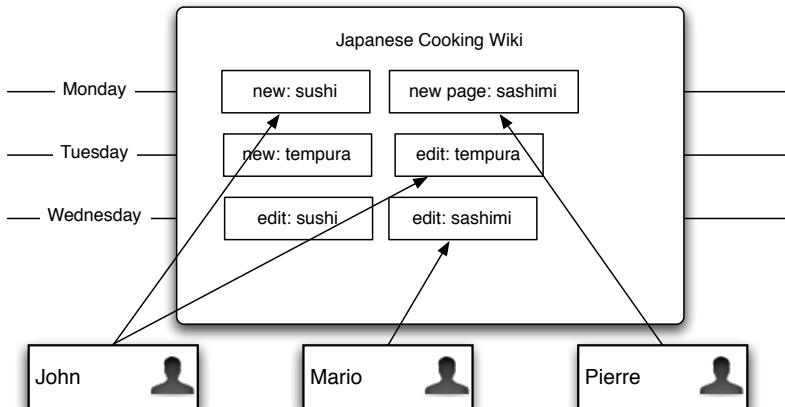 Japanese Cooking Wiki
Monday
new: sushi
new page: sashimi
Tuesday
new: tempura
edit: tempura
Wednesday
edit: sushi
edit: sashimi
John
Mario
Pierre